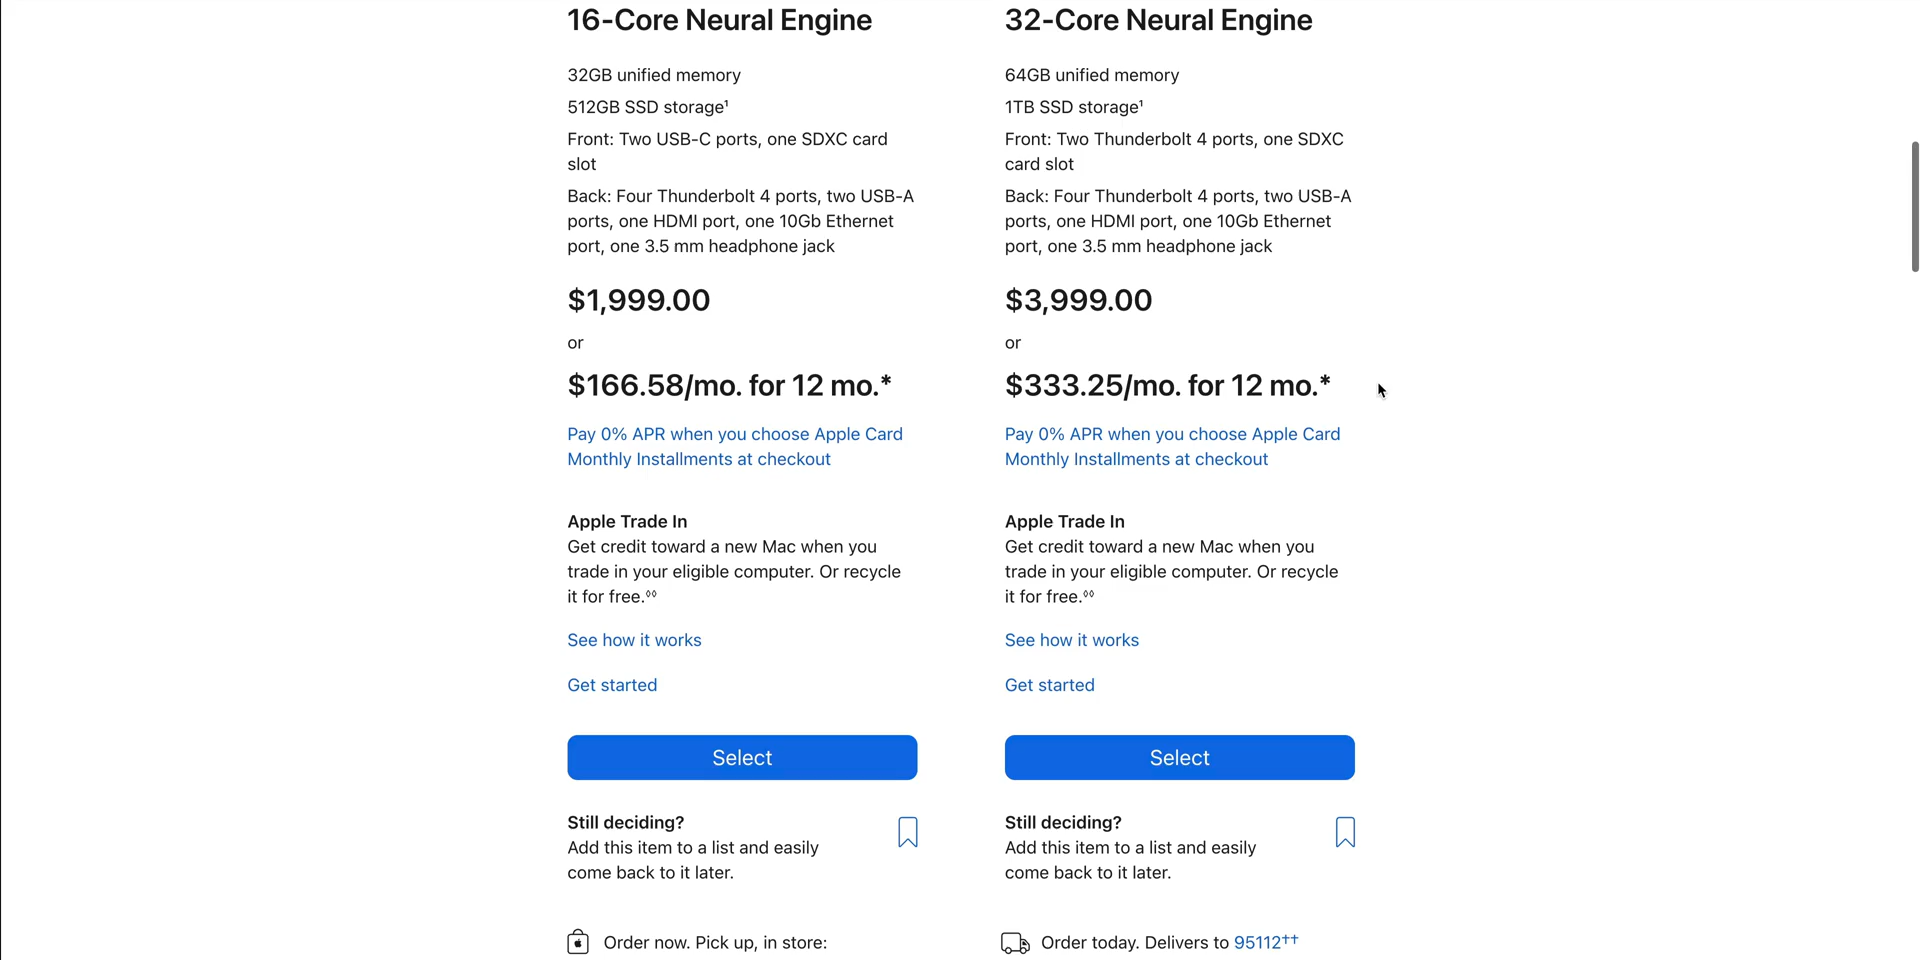 16-Core Neural Engine
32GB unified memory
512GB SSD storage¹
Front: Two USB-C ports, one SDXC card
slot
Back: Four Thunderbolt 4 ports, two USB-A
ports, one HDMI port, one 10Gb Ethernet
port, one 3.5 mm headphone jack
$1,999.00
or
$166.58/mo. for 12 mo.*
Pay 0% APR when you choose Apple Card
Monthly Installments at checkout
Apple Trade In
Get credit toward a new Mac when you
trade in your eligible computer. Or recycle
it for free.◊◊
See how it works
Get started
Select
Still deciding?
Add this item to a list and easily
come back to it later.
Order now. Pick up, in store:
32-Core Neural Engine
64GB unified memory
1TB SSD storage¹
Front: Two Thunderbolt 4 ports, one SDXC
card slot
Back: Four Thunderbolt 4 ports, two USB-A
ports, one HDMI port, one 10Gb Ethernet
port, one 3.5 mm headphone jack
$3,999.00
or
$333.25/mo. for 12 mo.*
Pay 0% APR when you choose Apple Card
Monthly Installments at checkout
Apple Trade In
Get credit toward a new Mac when you
trade in your eligible computer. Or recycle
it for free.◊◊
See how it works
Get started
Select
Still deciding?
Add this item to a list and easily
come back to it later.
Order today. Delivers to 95112††